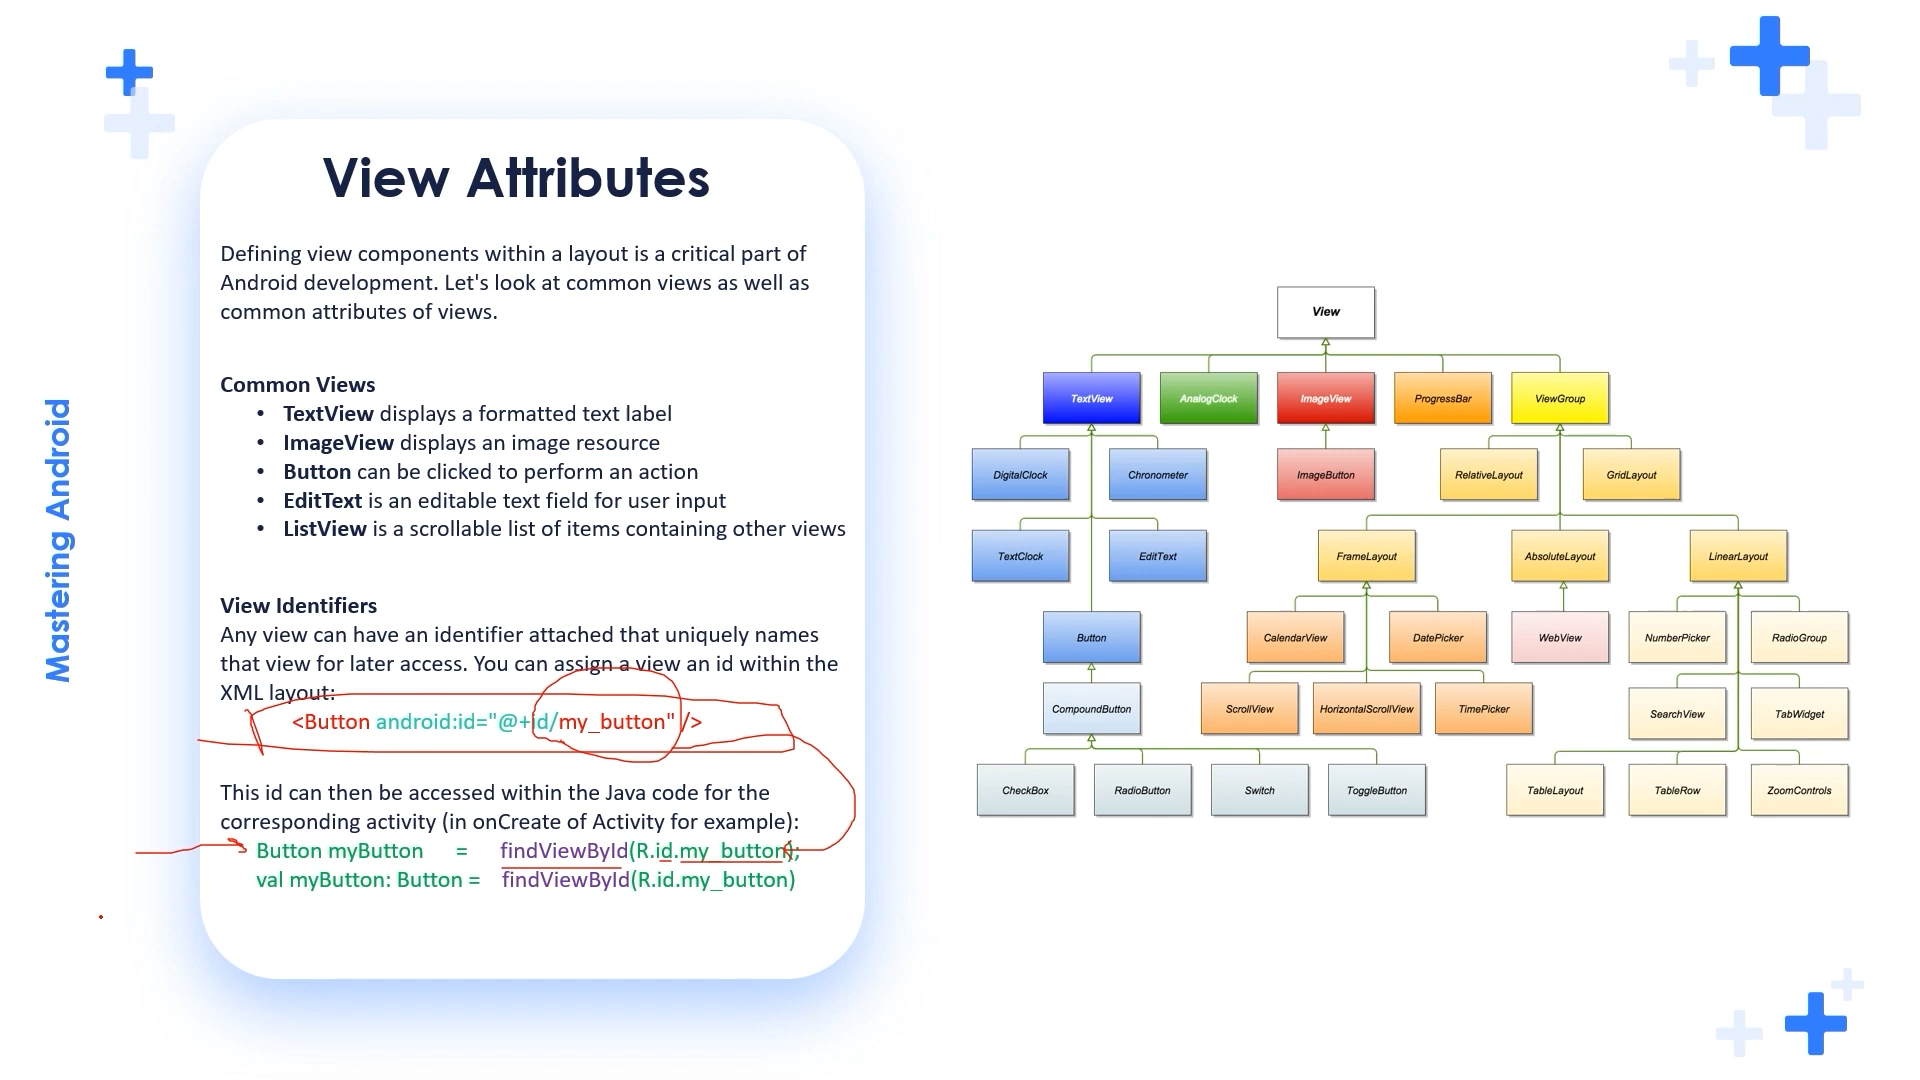 Mastering Android
View Attributes
Defining view components within a layout is a critical part of
Android development. Let's look at common views as well as
common attributes of views.
Common Views
• TextView displays a formatted text label
• ImageView displays an image resource
• Button can be clicked to perform an action
• EditText is an editable text field for user input
• ListView is a scrollable list of items containing other views
View Identifiers
Any view can have an identifier attached that uniquely names
that view for later access. You can assign a view an id within the
XML layout:
<Button android:id="@+id/my_button" />
This id can then be accessed within the Java code for the
corresponding activity (in onCreate of Activity for example):
Button myButton = findViewById(R.id.my_button);
val myButton: Button = findViewById(R.id.my_button)
View
TextView AnalogClock ImageView ProgressBar ViewGroup
DigitalClock Chronometer ImageButton RelativeLayout GridLayout
TextClock EditText FrameLayout AbsoluteLayout LinearLayout
Button CalendarView DatePicker WebView NumberPicker RadioGroup
CompoundButton ScrollView HorizontalScrollView TimePicker SearchView TabWidget
CheckBox RadioButton Switch ToggleButton TableLayout TableRow ZoomControls